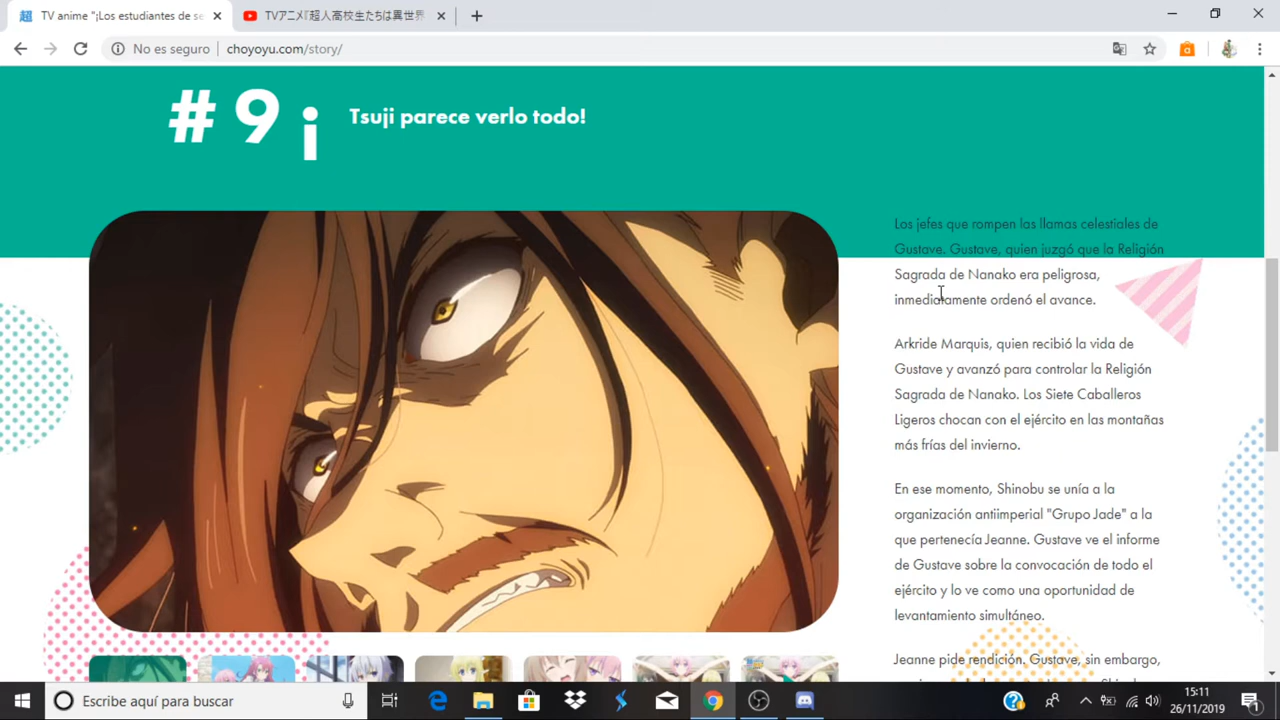 超 TV anime "¡Los estudiantes de se
TVアニメ『超人高校生たちは異世界
No es seguro
choyoyu.com/story/
# 9 ¡
Tsuji parece verlo todo!
Los jefes que rompen las llamas celestiales de
Gustave. Gustave, quien juzgó que la Religión
Sagrada de Nanako era peligrosa,
inmediatamente ordenó el avance.
Arkride Marquis, quien recibió la vida de
Gustave y avanzó para controlar la Religión
Sagrada de Nanako. Los Siete Caballeros
Ligeros chocan con el ejército en las montañas
más frías del invierno.
En ese momento, Shinobu se unía a la
organización antiimperial "Grupo Jade" a la
que pertenecía Jeanne. Gustave ve el informe
de Gustave sobre la convocación de todo el
ejército y lo ve como una oportunidad de
levantamiento simultáneo.
Jeanne pide rendición. Gustave, sin embargo,
Escribe aquí para buscar
15:11
26/11/2019